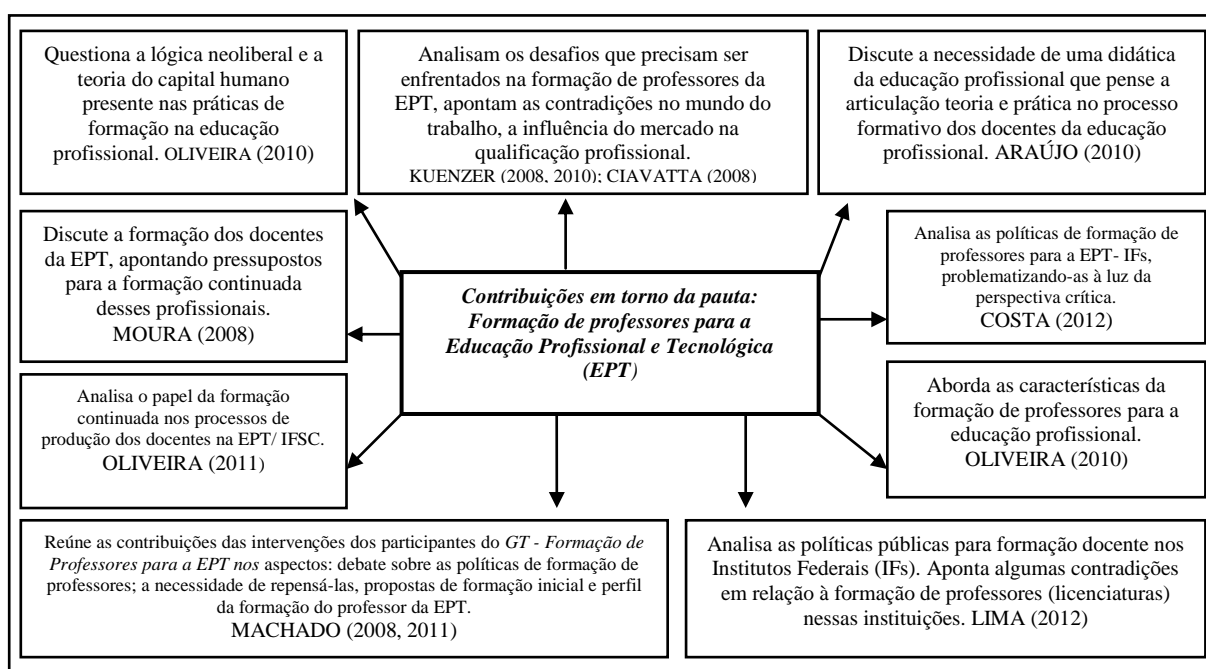 Questiona a lógica neoliberal e a
teoria do capital humano
presente nas práticas de
formação na educação
profissional. OLIVEIRA (2010)
Analisam os desafios que precisam ser
enfrentados na formação de professores da
EPT, apontam as contradições no mundo do
trabalho, a influência do mercado na
qualificação profissional.
KUENZER (2008, 2010); CIAVATTA (2008)
Discute a necessidade de uma didática
da educação profissional que pense a
articulação teoria e prática no processo
formativo dos docentes da educação
profissional. ARAÚJO (2010)
Discute a formação dos docentes
da EPT, apontando pressupostos
para a formação continuada
desses profissionais.
MOURA (2008)
Contribuições em torno da pauta:
Formação de professores para a
Educação Profissional e Tecnológica
(EPT)
Analisa as políticas de formação de
professores para a EPT- IFs,
problematizando-as à luz da
perspectiva crítica.
COSTA (2012)
Analisa o papel da formação
continuada nos processos de
produção dos docentes na EPT/ IFSC.
OLIVEIRA (2011)
Aborda as características da
formação de professores para a
educação profissional.
OLIVEIRA (2010)
Reúne as contribuições das intervenções dos participantes do GT - Formação de
Professores para a EPT nos aspectos: debate sobre as políticas de formação de
professores; a necessidade de repensá-las, propostas de formação inicial e perfil
da formação do professor da EPT.
MACHADO (2008, 2011)
Analisa as políticas públicas para formação docente nos
Institutos Federais (IFs). Aponta algumas contradições
em relação à formação de professores (licenciaturas)
nessas instituições. LIMA (2012)